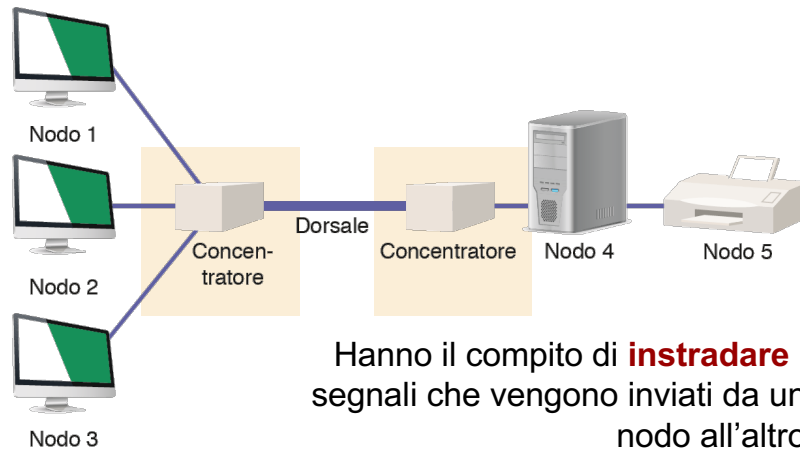 Nodo 1
Nodo 2
Nodo 3
Concen-
tratore
Dorsale
Concentratore
Nodo 4
Nodo 5
Hanno il compito di instradare
segnali che vengono inviati da un
nodo all'altro